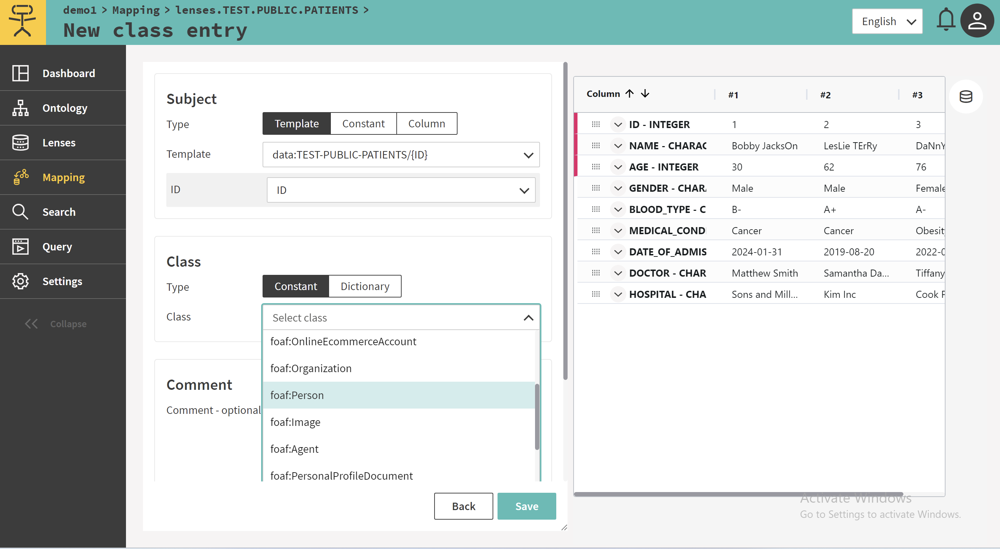 demo1 > Mapping > lenses.TEST.PUBLIC.PATIENTS >
New class entry
English
Dashboard
Ontology
Lenses
Mapping
Search
Query
Settings
Collapse
Subject
Type
Template Constant Column
Template
data:TEST-PUBLIC-PATIENTS/{ID}
ID
ID
Class
Type
Constant Dictionary
Class
Select class
foaf:OnlineEcommerceAccount
foaf:Organization
foaf:Person
foaf:Image
foaf:Agent
foaf:PersonalProfileDocument
Comment
Comment - optional
Back
Save
Column #1 #2 #3
ID - INTEGER 1 2 3
NAME - CHARAC Bobby JacksOn LesLie TErRy DaNnY
AGE - INTEGER 30 62 76
GENDER - CHARA Male Male Female
BLOOD_TYPE - C B- A+ A-
MEDICAL_COND Cancer Cancer Obesity
DATE_OF_ADMIS 2024-01-31 2019-08-20 2022-0
DOCTOR - CHAR Matthew Smith Samantha Da... Tiffany
HOSPITAL - CHA Sons and Mill... Kim Inc Cook
Activate Windows
Go to Settings to activate Windows.